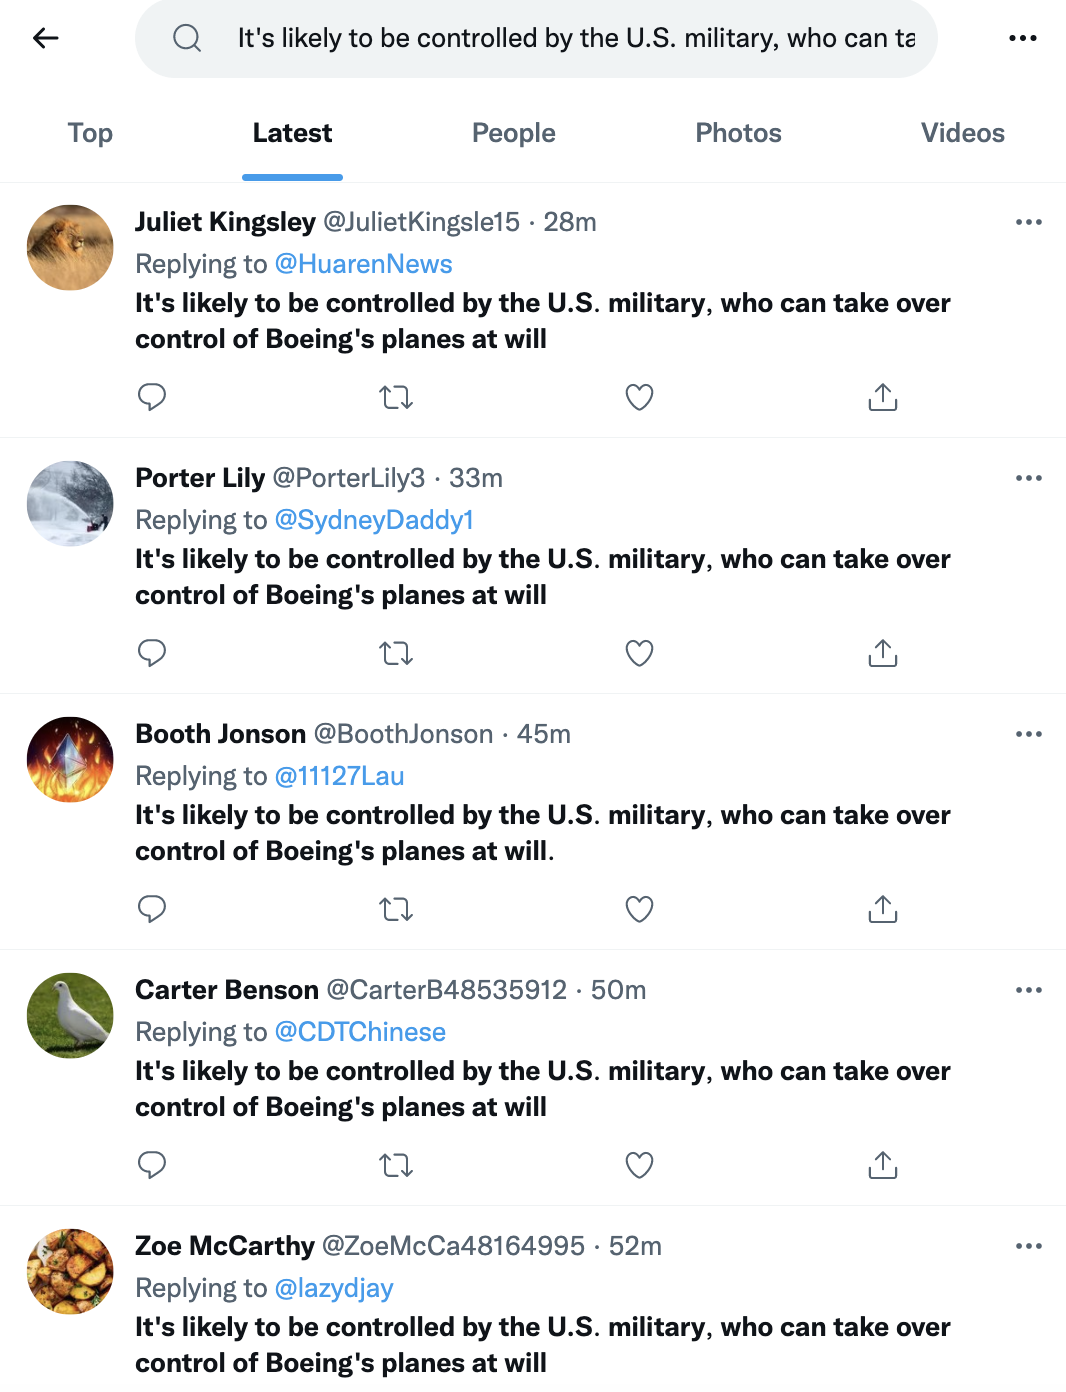 It's likely to be controlled by the U.S. military, who can ta
Top Latest People Photos Videos
Juliet Kingsley @JulietKingsle15 · 28m
Replying to @HuarenNews
It's likely to be controlled by the U.S. military, who can take over
control of Boeing's planes at will
Porter Lily @PorterLily3 · 33m
Replying to @SydneyDaddy1
It's likely to be controlled by the U.S. military, who can take over
control of Boeing's planes at will
Booth Jonson @BoothJonson · 45m
Replying to @11127Lau
It's likely to be controlled by the U.S. military, who can take over
control of Boeing's planes at will.
Carter Benson @CarterB48535912 · 50m
Replying to @CDTChinese
It's likely to be controlled by the U.S. military, who can take over
control of Boeing's planes at will
Zoe McCarthy @ZoeMcCa48164995 · 52m
Replying to @lazydjay
It's likely to be controlled by the U.S. military, who can take over
control of Boeing's planes at will